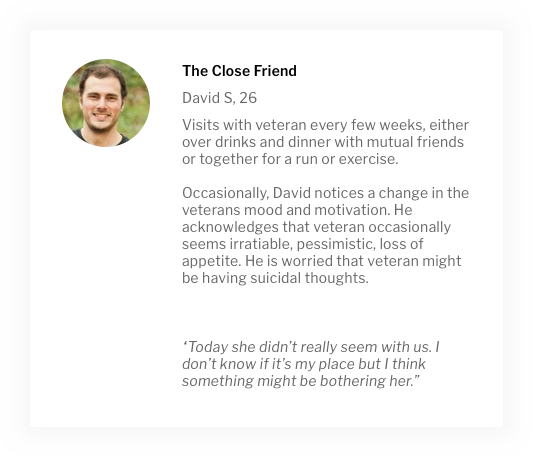 The Close Friend
David S, 26
Visits with veteran every few weeks, either
over drinks and dinner with mutual friends
or together for a run or exercise.
Occasionally, David notices a change in the
veterans mood and motivation. He
acknowledges that veteran occasionally
seems irratiable, pessimistic, loss of
appetite. He is worried that veteran might
be having suicidal thoughts.
‘Today she didn’t really seem with us. I
don’t know if it’s my place but I think
something might be bothering her.”